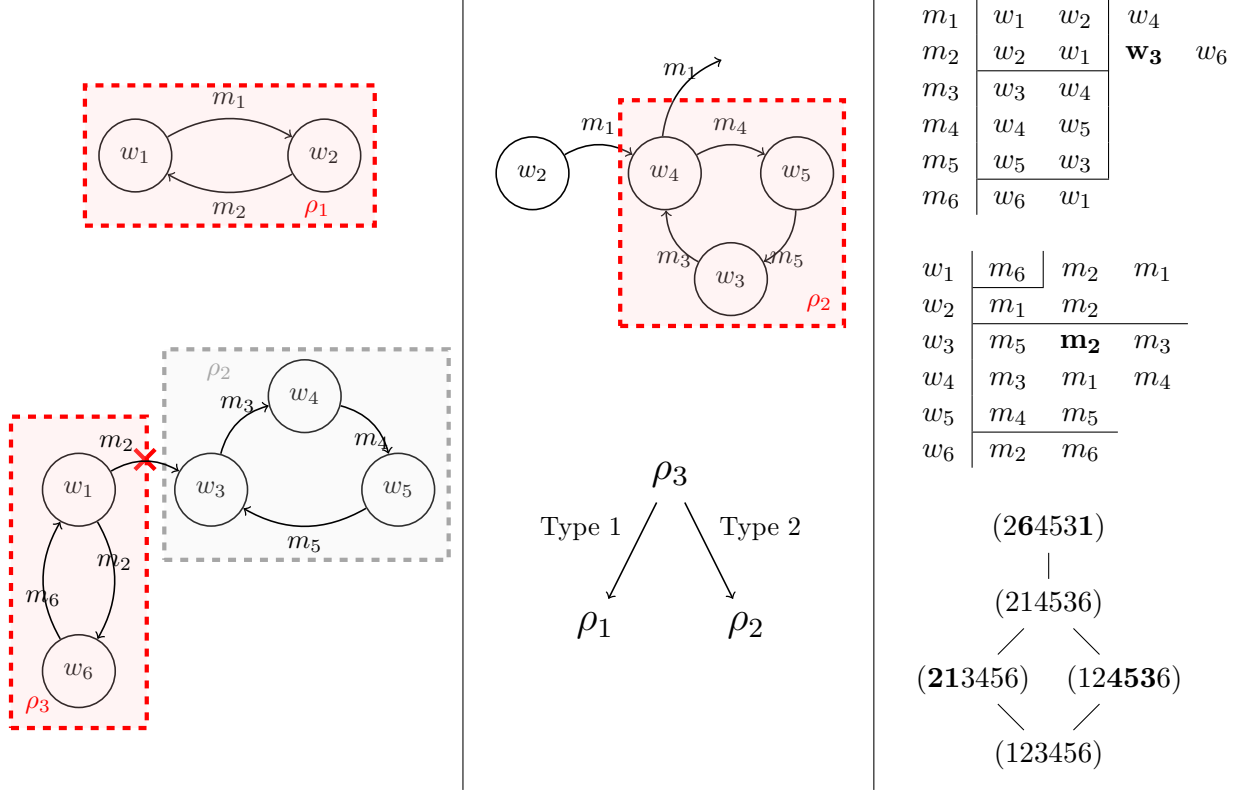 m₁
w₁ w₂
m₂ ρ₁
ρ₂
w₄
m₃
m₂ m₄
w₁ w₃ w₅
m₅
m₂
m₆
w₆
ρ₃
m₁
m₁ m₄
w₂ w₄ w₅
m₃ m₅
w₃
ρ₂
ρ₃
Type 1 Type 2
ρ₁ ρ₂
m₁ w₁ w₂ w₄
m₂ w₂ w₁ w₃ w₆
m₃ w₃ w₄
m₄ w₄ w₅
m₅ w₅ w₃
m₆ w₆ w₁
w₁ m₆ m₂ m₁
w₂ m₁ m₂
w₃ m₅ m₂ m₃
w₄ m₃ m₁ m₄
w₅ m₄ m₅
w₆ m₂ m₆
(264531)
(214536)
(213456) (124536)
(123456)